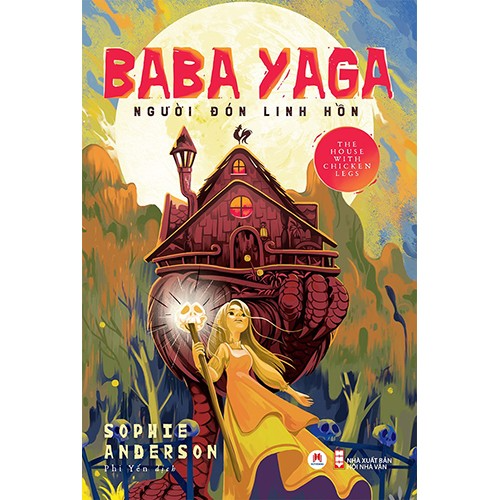 BABA YAGA
NGƯỜI ĐÓN LINH HỒN
THE
HOUSE
WITH
CHICKEN
LEGS
SOPHIE
ANDERSON
Phi Yến dịch
NHÀ XUẤT BẢN
HỘI NHÀ VĂN